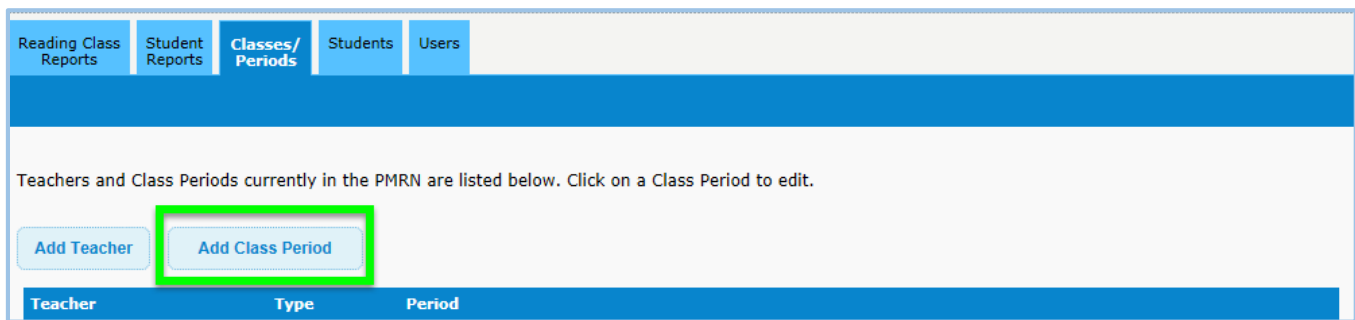 Reading Class Reports
Student Reports
Classes/ Periods
Students
Users
Teachers and Class Periods currently in the PMRN are listed below. Click on a Class Period to edit.
Add Teacher
Add Class Period
Teacher Type Period